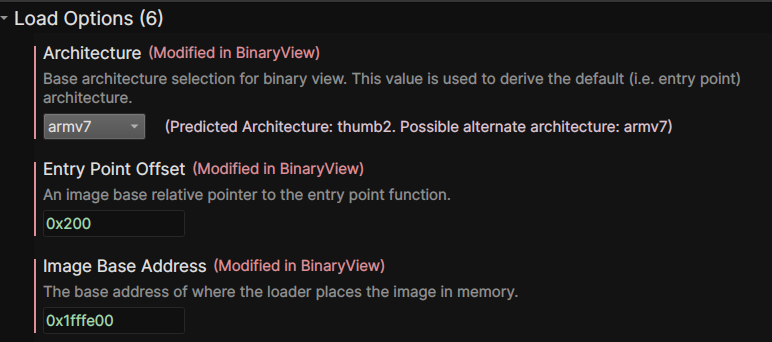 Load Options (6)
Architecture (Modified in BinaryView)
Base architecture selection for binary view. This value is used to derive the default (i.e. entry point)
architecture.
armv7 (Predicted Architecture: thumb2. Possible alternate architecture: armv7)
Entry Point Offset (Modified in BinaryView)
An image base relative pointer to the entry point function.
0x200
Image Base Address (Modified in BinaryView)
The base address of where the loader places the image in memory.
0x1fffe00